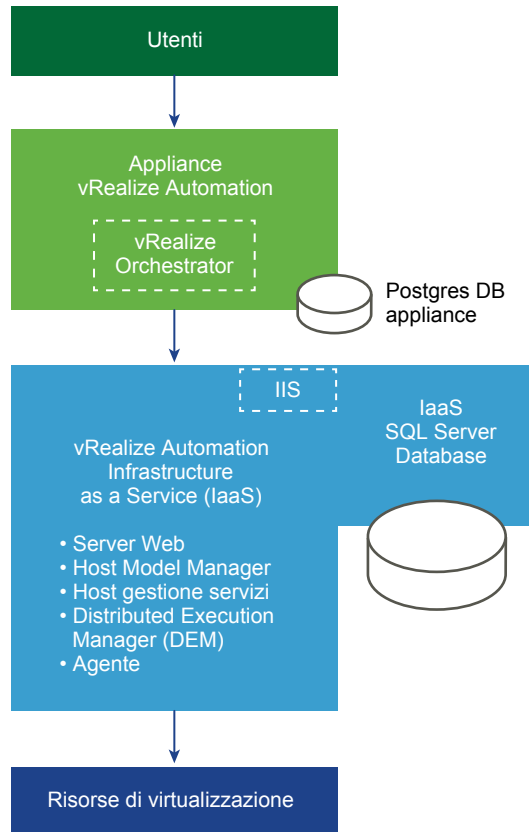 Utenti
Appliance
vRealize Automation
vRealize
Orchestrator
Postgres DB
appliance
IIS
IaaS
SQL Server
Database
vRealize Automation
Infrastructure
as a Service (IaaS)
• Server Web
• Host Model Manager
• Host gestione servizi
• Distributed Execution
Manager (DEM)
• Agente
Risorse di virtualizzazione